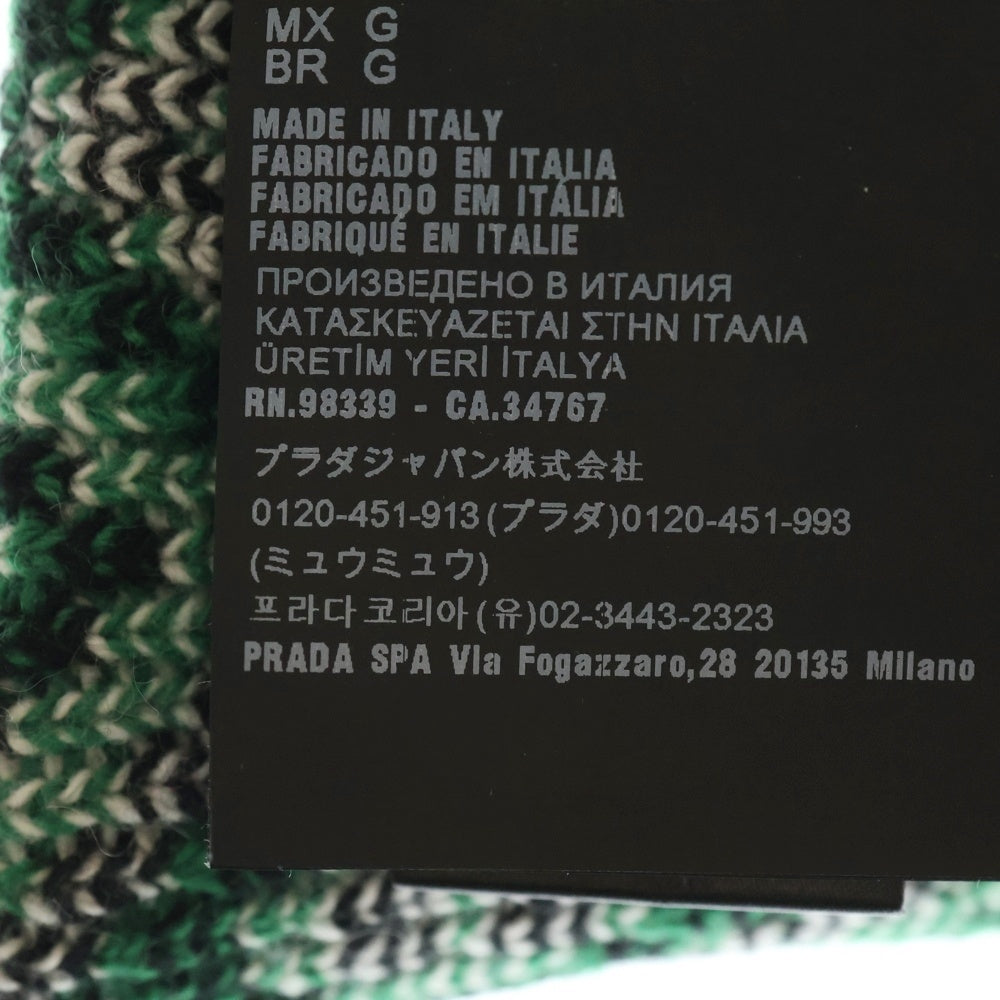 MX G
BR G
MADE IN ITALY
FABRICADO EN ITALIA
FABRICADO EM ITÁLIA
FABRIQUÉ EN ITALIE
ПРОИЗВЕДЕНО В ИТАЛИЯ
ΚΑΤΑΣΚΕΥΑΖΕΤΑΙ ΣΤΗΝ ΙΤΑΛΙΑ
ÜRETİM YERİ İTALYA
RN.98339 - CA.34767
プラダジャパン株式会社
0120-451-913(プラダ)0120-451-993
(ミュウミュウ)
프라다코리아(유)02-3443-2323
PRADA SPA Via Fogazzaro,28 20135 Milano